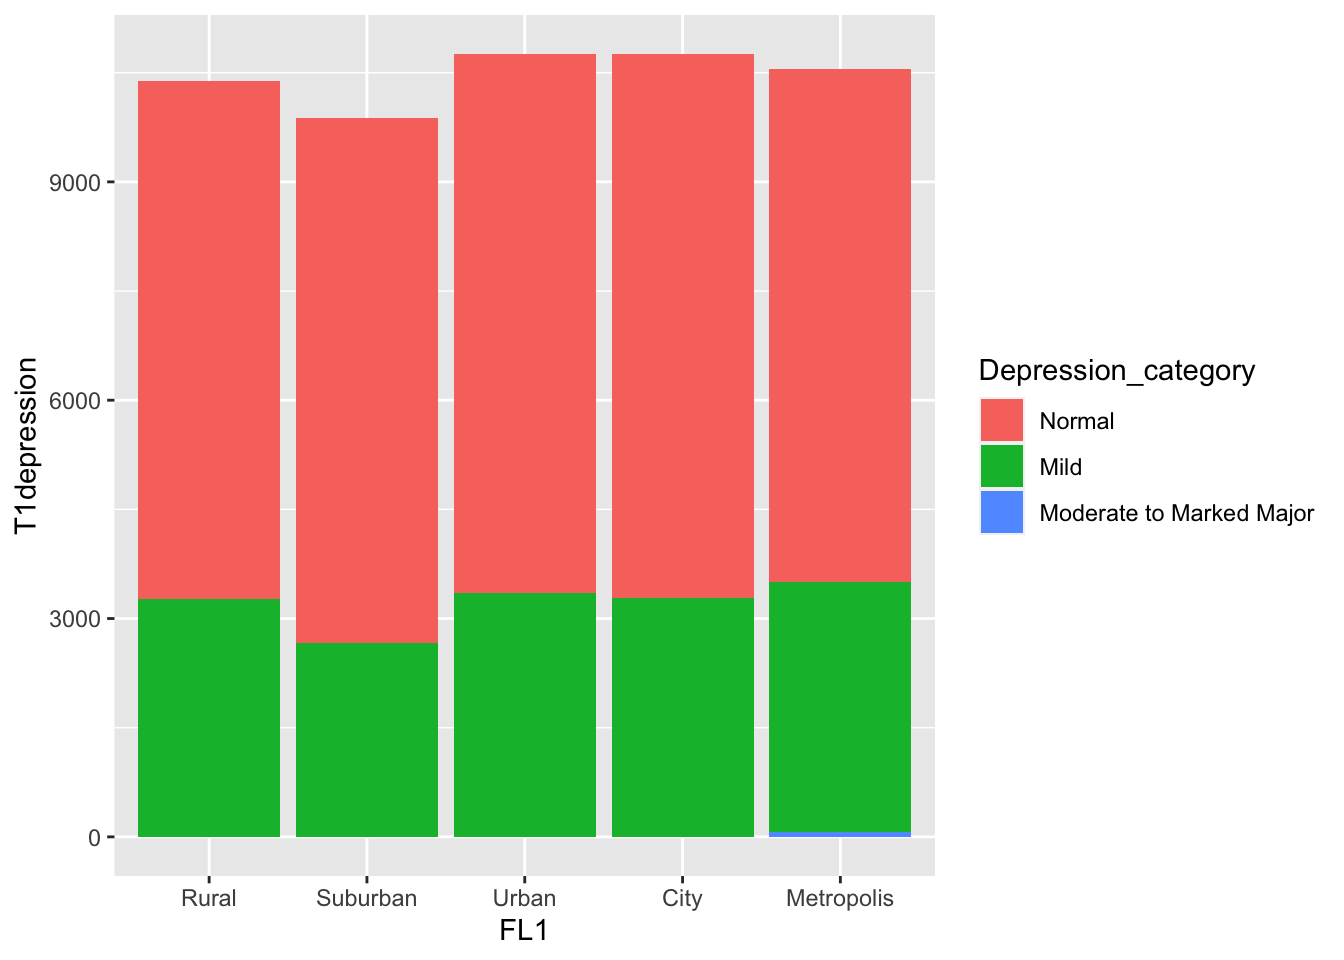 T1depression
9000
6000
3000
0
Rural Suburban Urban City Metropolis
FL1
Depression_category
Normal
Mild
Moderate to Marked Major